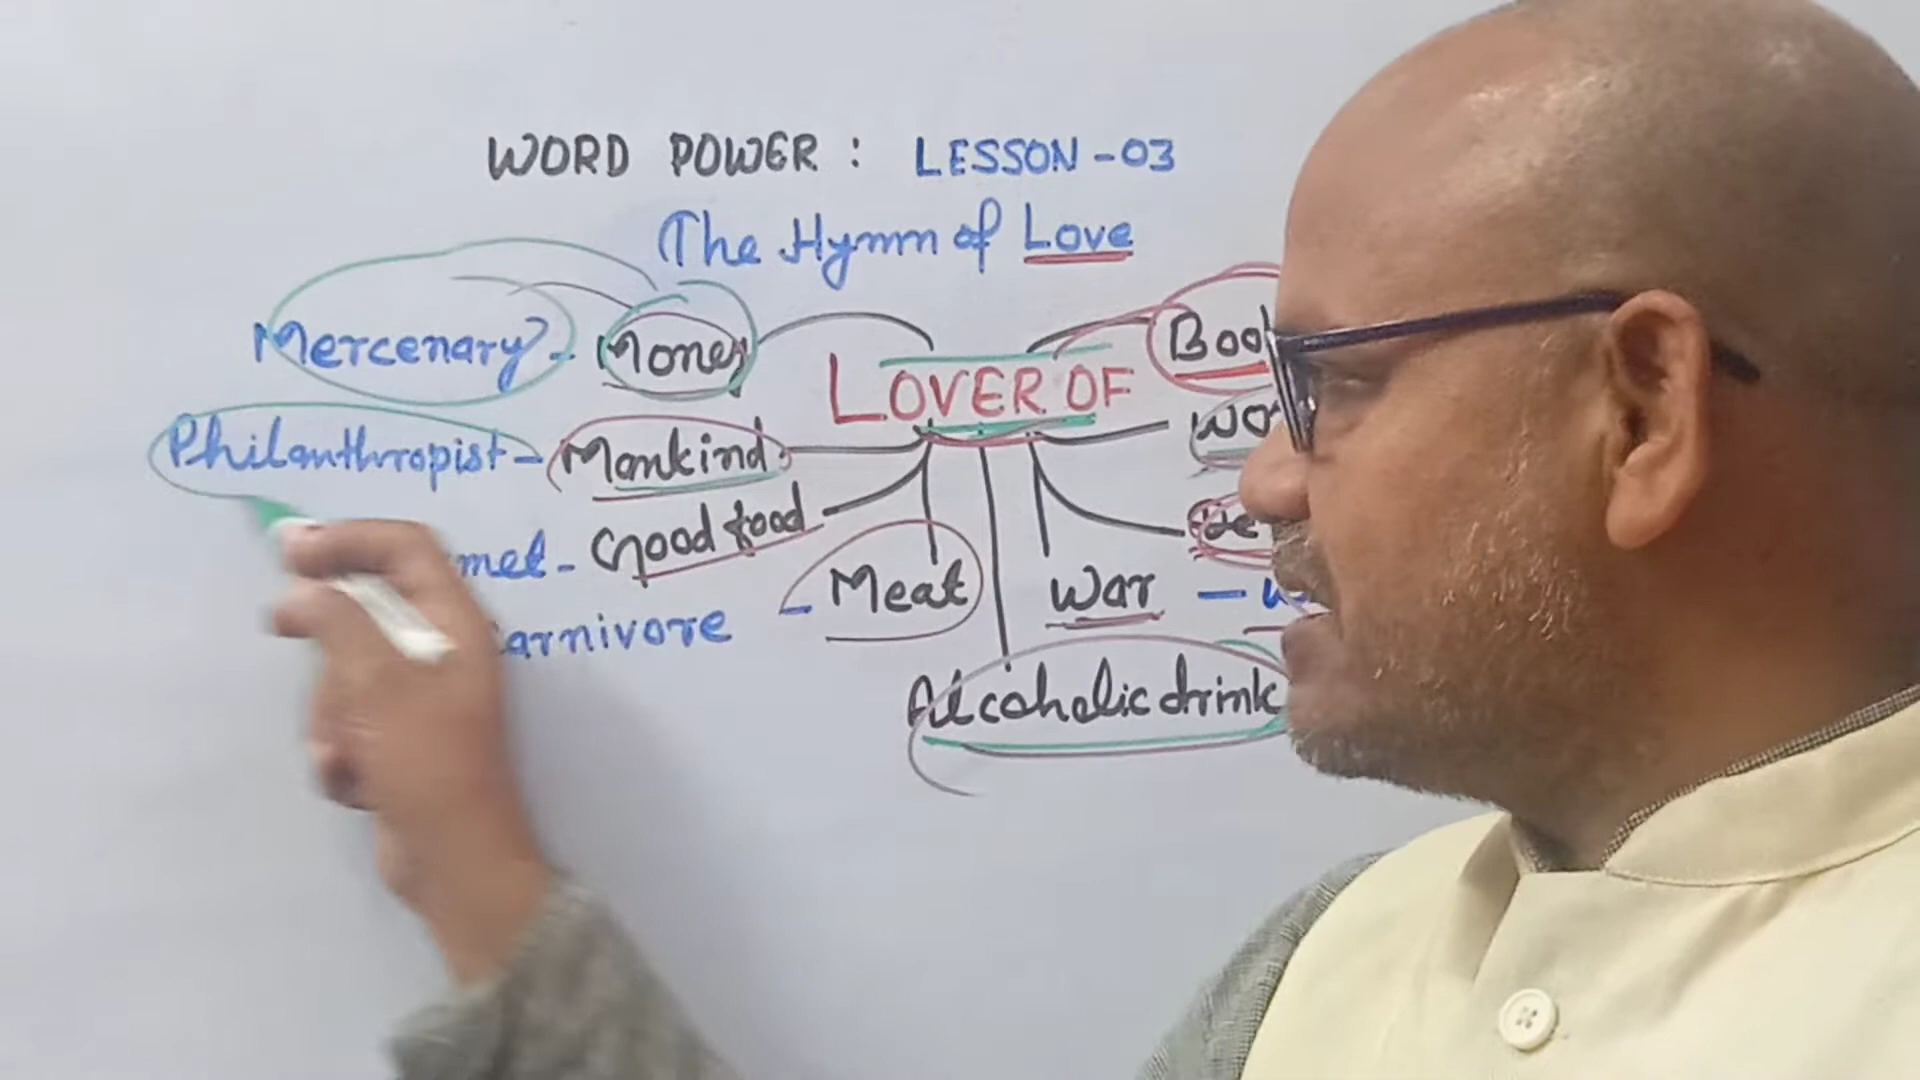 WORD POWER : LESSON-03
The Hymn of Love
Mercenary - Money
LOVER OF
Philanthropist - Mankind
Good food
Carnivore - Meat
War -
Alcoholic drink